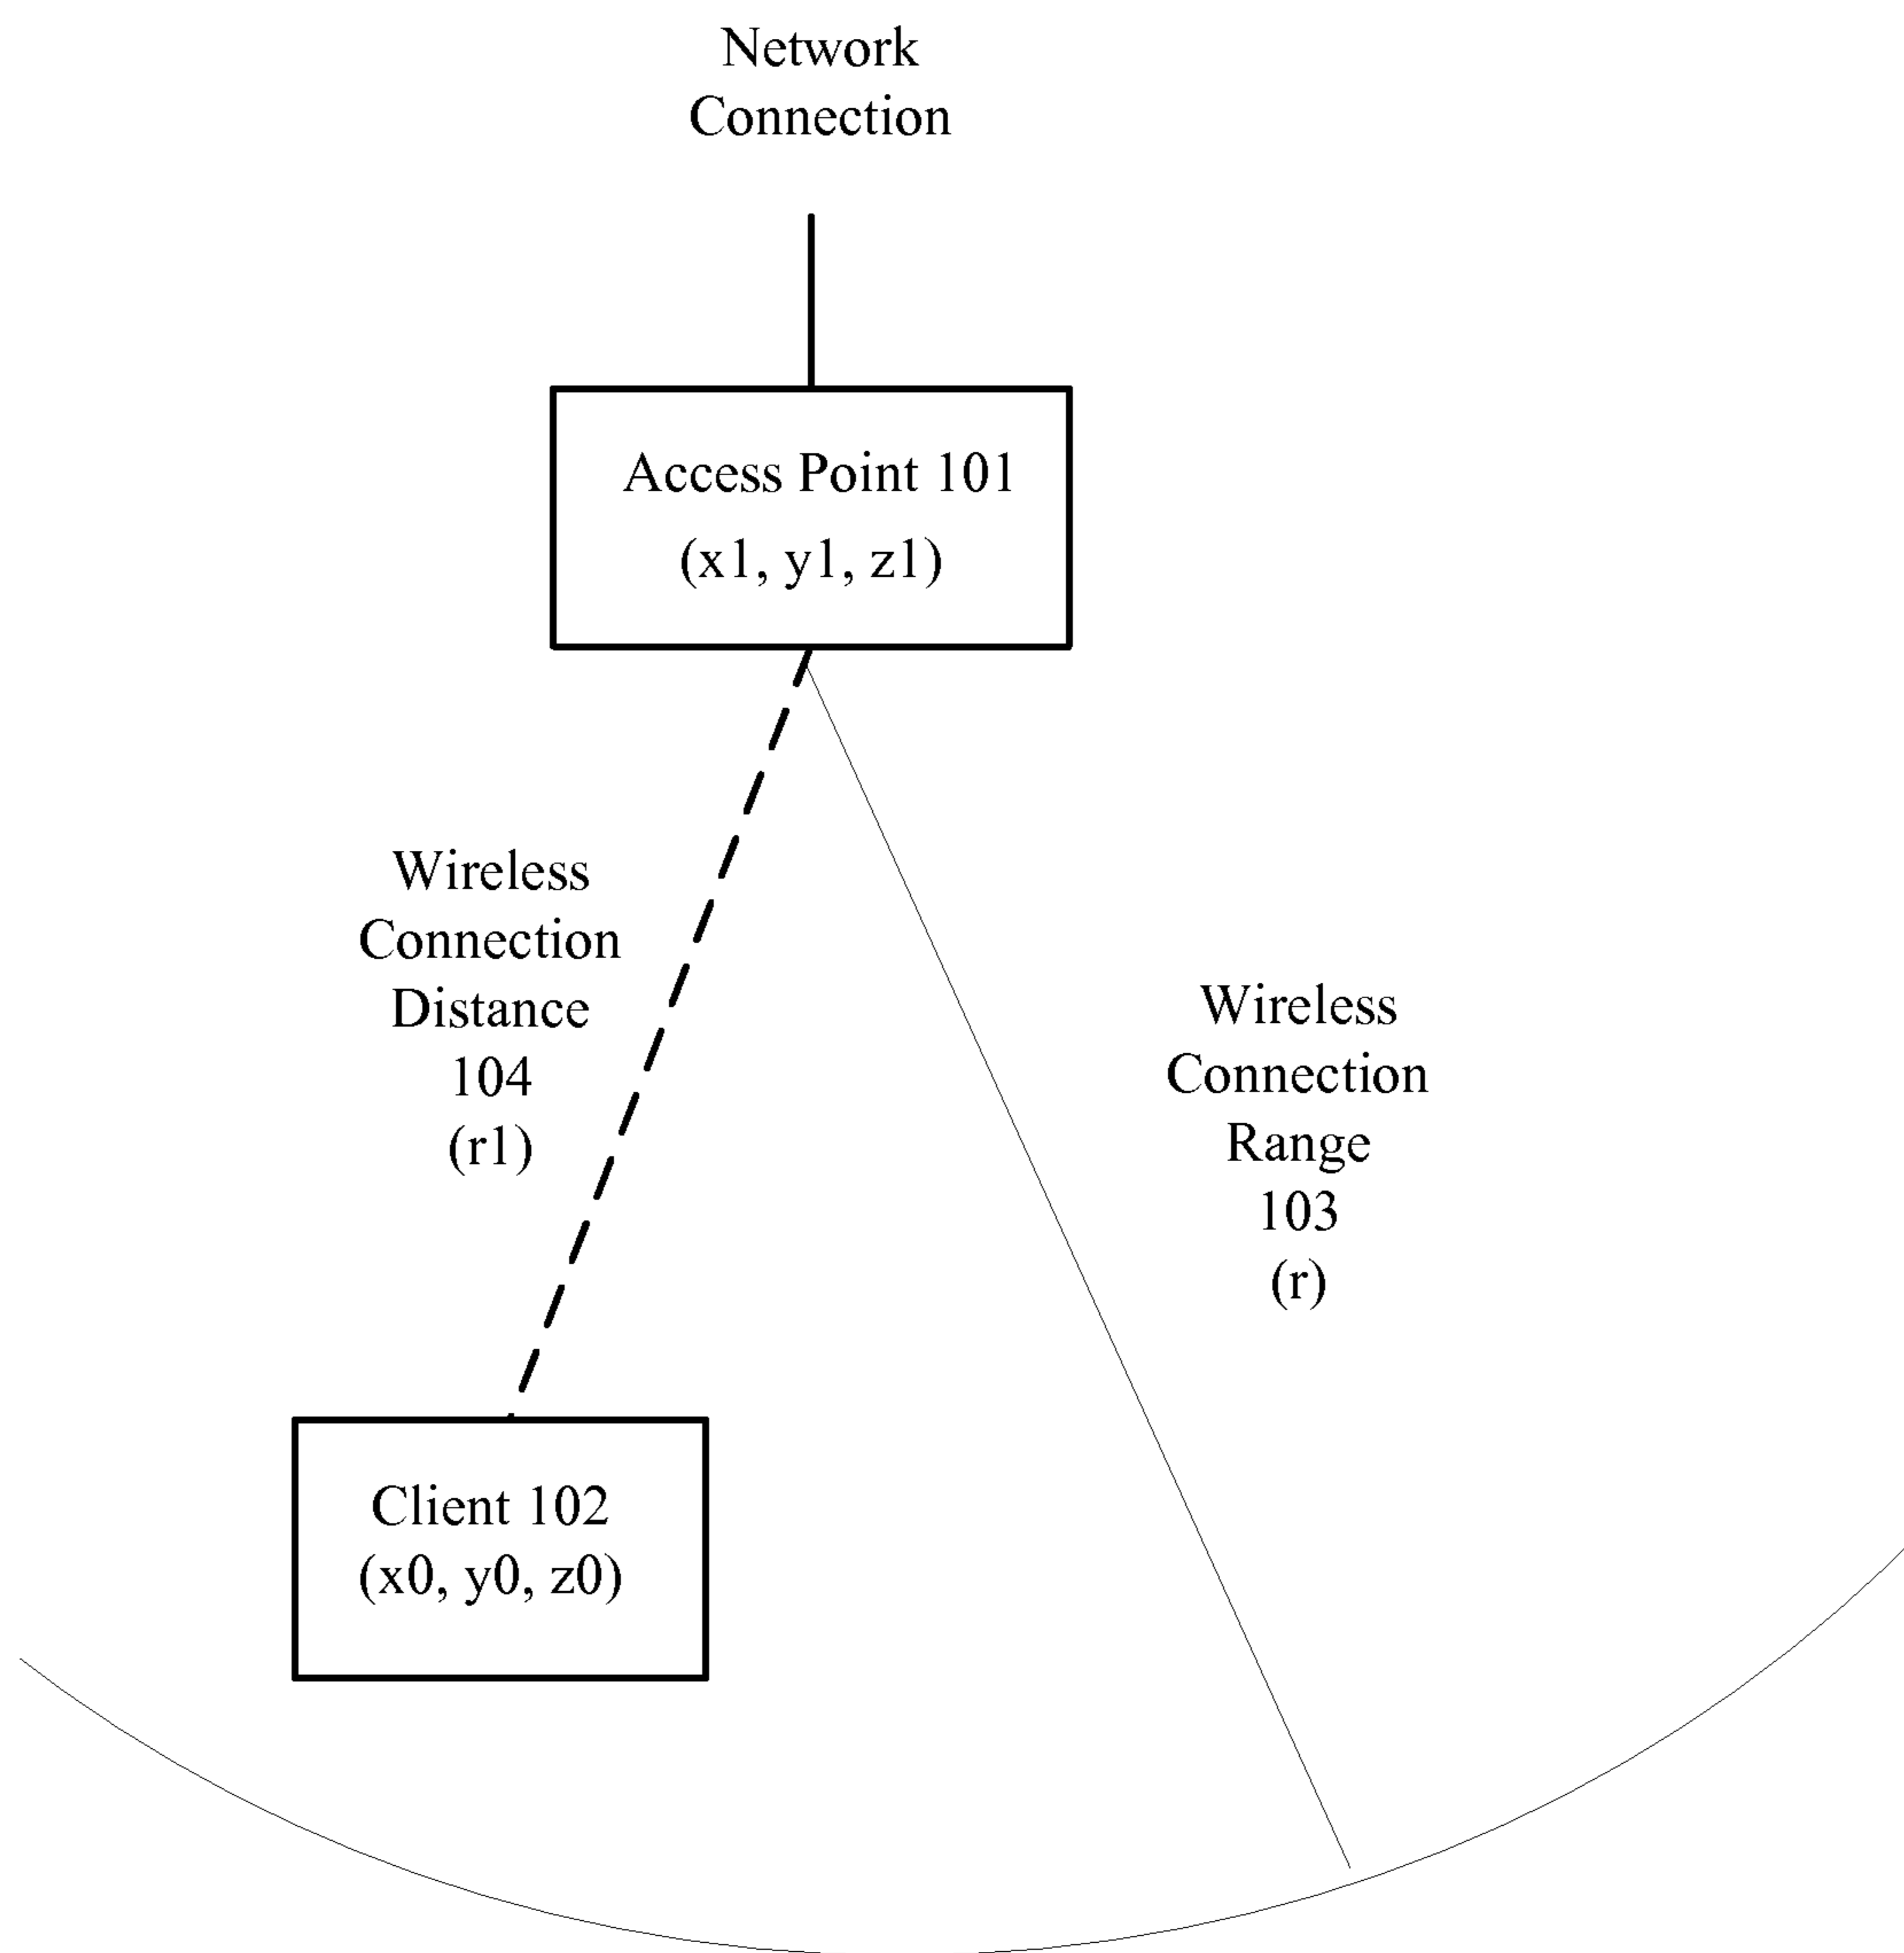 Network
Connection
Access Point 101
(x1, y1, z1)
Wireless
Connection
Distance
104
(r1)
Wireless
Connection
Range
103
(r)
Client 102
(x0, y0, z0)